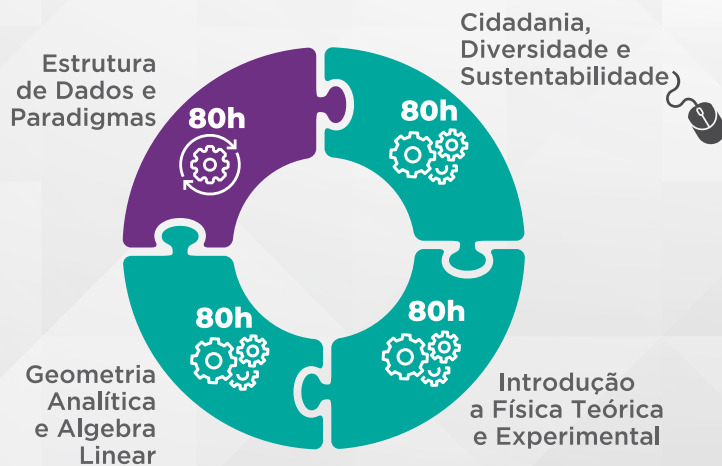 Estrutura
de Dados e
Paradigmas
80h
Cidadania,
Diversidade e
Sustentabilidade
80h
Geometria
Analítica
e Algebra
Linear
80h
Introdução
a Física Teórica
e Experimental
80h